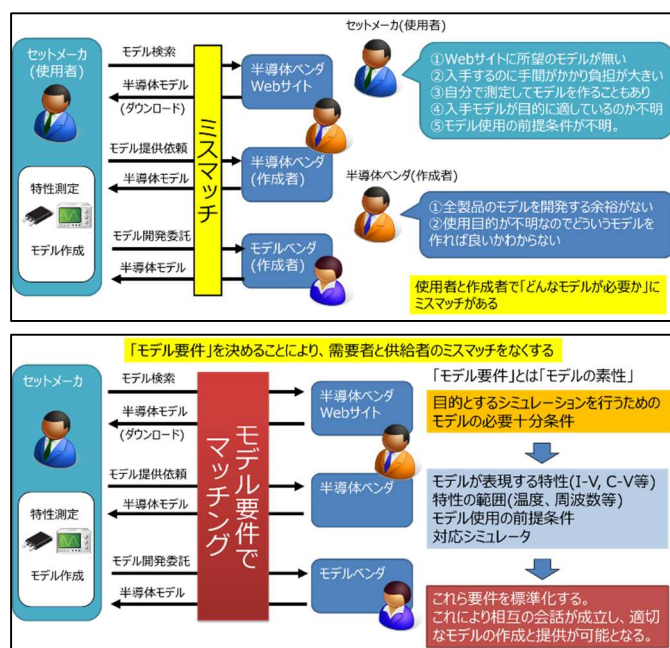 セットメーカ
(使用者)
特性測定
モデル作成
モデル検索
半導体モデル
(ダウンロード)
モデル提供依頼
半導体モデル
モデル開発委託
半導体モデル
ミスマッチ
半導体ベンダ
Webサイト
半導体ベンダ
(作成者)
モデルベンダ
(作成者)
セットメーカ(使用者)
①Webサイトに所望のモデルが無い
②入手するのに手間がかかり負担が大きい
③自分で測定してモデルを作ることもあり
④入手モデルが目的に適しているのか不明
⑤モデル使用の前提条件が不明。
半導体ベンダ(作成者)
①全製品のモデルを開発する余裕がない
②使用目的が不明なのでどういうモデルを
作れば良いかわからない
使用者と作成者で「どんなモデルが必要か」に
ミスマッチがある
「モデル要件」を決めることにより、需要者と供給者のミスマッチをなくする
セットメーカ
特性測定
モデル作成
モデル検索
半導体モデル
(ダウンロード)
モデル提供依頼
半導体モデル
モデル開発委託
半導体モデル
モデル要件で
マッチング
半導体ベンダ
Webサイト
半導体ベンダ
モデルベンダ
「モデル要件」とは「モデルの素性」
目的とするシミュレーションを行うための
モデルの必要十分条件
モデルが表現する特性(I-V, C-V等)
特性の範囲(温度、周波数等)
モデル使用の前提条件
対応シミュレータ
これら要件を標準化する。
これにより相互の会話が成立し、適切
なモデルの作成と提供が可能となる。